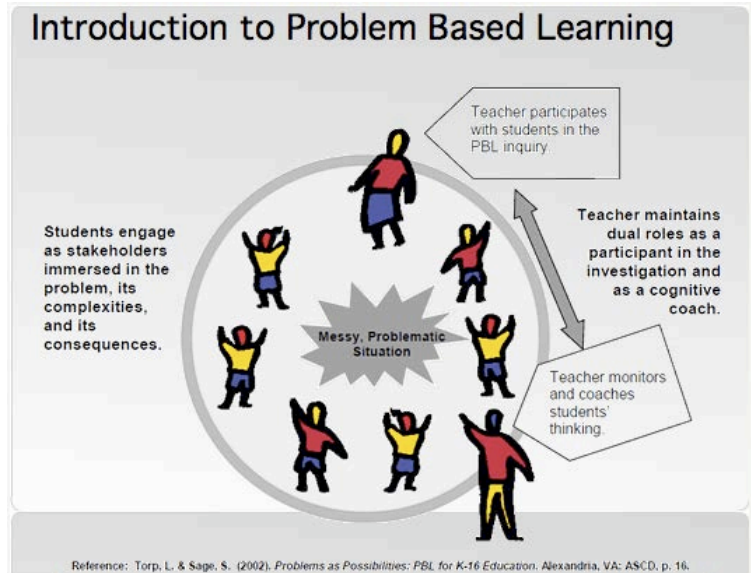 Introduction to Problem Based Learning
Teacher participates
with students in the
PBL inquiry
Students engage
as stakeholders
immersed in the
problem, its
complexities,
and its
consequences.
Teacher maintains
dual roles as a
participant in the
investigation and
as a cognitive
coach.
Messy, Problematic
Situation
Teacher monitors
and coaches
students'
thinking.
Reference: Torp, L. & Sage, S. (2002). Problems as Possibilities: PBL for K-16 Education. Alexandria, VA: ASCD, p. 16.